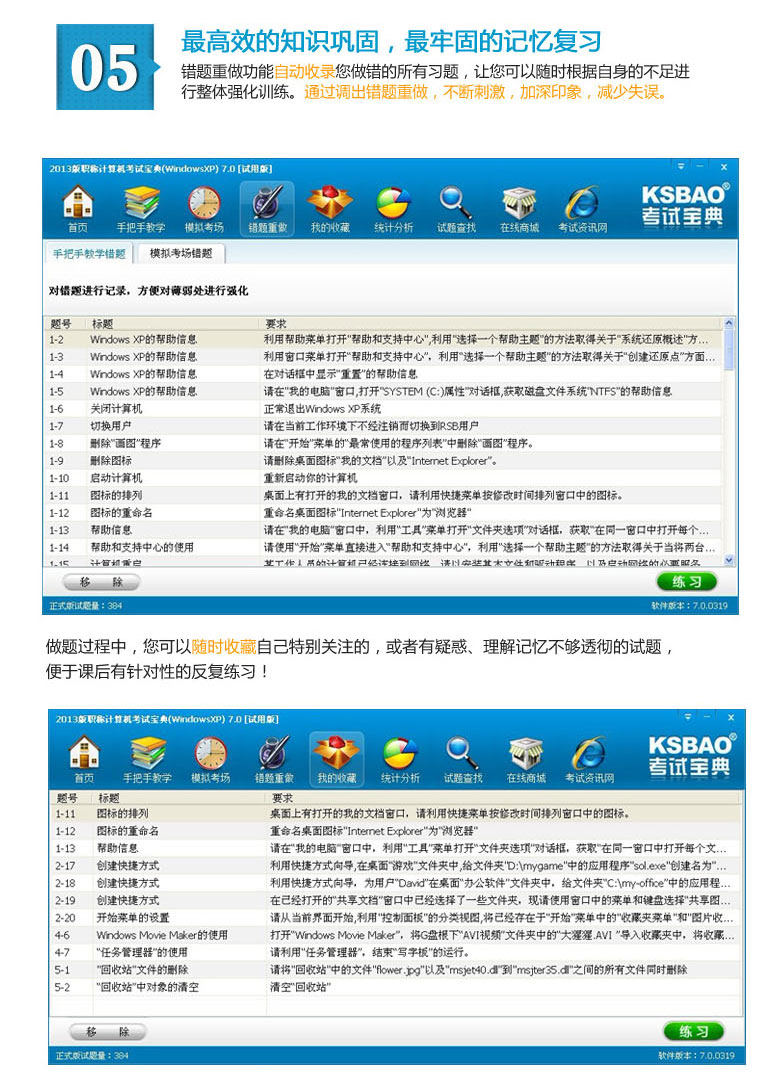 05
最高效的知识巩固，最牢固的记忆复习
错题重做功能自动收录您做错的所有习题，让您可以随时根据自身的不足进
行整体强化训练。通过调出错题重做，不断刺激，加深印象，减少失误。
2013版职称计算机考试宝典(WindowsXP) 7.0 [试用版]
首页 手把手教学 模拟考场 错题重做 我的收藏 统计分析 试题查找 在线商城 考试资讯网
KSBAO®
考试宝典
手把手教学错题 模拟考场错题
对错题进行记录，方便对薄弱处进行强化
题号 标题 要求
1-2 Windows XP的帮助信息 利用帮助菜单打开"帮助和支持中心",利用"选择一个帮助主题"的方法取得关于"系统还原概述"方...
1-3 Windows XP的帮助信息 利用窗口菜单打开"帮助和支持中心"，利用"选择一个帮助主题"的方法取得关于"创建还原点"方面...
1-4 Windows XP的帮助信息 在对话框中显示"重置"的帮助信息
1-5 Windows XP的帮助信息 请在"我的电脑"窗口,打开"SYSTEM (C:)属性"对话框,获取磁盘文件系统"NTFS"的帮助信息
1-6 关闭计算机 正常退出Windows XP系统
1-7 切换用户 请在当前工作环境下不经注销而切换到RSB用户
1-8 删除"画图"程序 请在"开始"菜单的"最常使用的程序列表"中删除"画图"程序。
1-9 删除图标 请删除桌面图标"我的文档"以及"Internet Explorer"。
1-10 启动计算机 重新启动你的计算机
1-11 图标的排列 桌面上有打开的我的文档窗口，请利用快捷菜单按修改时间排列窗口中的图标。
1-12 图标的重命名 重命名桌面图标"Internet Explorer"为"浏览器"
1-13 帮助信息 请在"我的电脑"窗口中，利用"工具"菜单打开"文件夹选项"对话框，获取"在同一窗口中打开每个...
1-14 帮助和支持中心的使用 请使用"开始"菜单直接进入"帮助和支持中心"，利用"选择一个帮助主题"的方法取得关于当将两台...
1-15 计算机重启 某工作人员的计算机已经连接到网络，请以安装基本文件和驱动程序，以及启动网络的必要服务
移 除 练 习
正式版试题量：384 软件版本：7.0.0319
做题过程中，您可以随时收藏自己特别关注的，或者有疑惑、理解记忆不够透彻的试题，
便于课后有针对性的反复练习！
2013版职称计算机考试宝典(WindowsXP) 7.0 [试用版]
首页 手把手教学 模拟考场 错题重做 我的收藏 统计分析 试题查找 在线商城 考试资讯网
KSBAO®
考试宝典
题号 标题 要求
1-11 图标的排列 桌面上有打开的我的文档窗口，请利用快捷菜单按修改时间排列窗口中的图标。
1-12 图标的重命名 重命名桌面图标"Internet Explorer"为"浏览器"
1-13 帮助信息 请在"我的电脑"窗口中，利用"工具"菜单打开"文件夹选项"对话框，获取"在同一窗口中打开每个文...
2-17 创建快捷方式 利用快捷方式向导,在桌面"游戏"文件夹中,给文件夹"D:\mygame"中的应用程序"sol.exe"创建名为"...
2-18 创建快捷方式 利用快捷方式向导，为用户"David"在桌面"办公软件"文件夹中，给文件夹"C:\my-office"中的应用程...
2-19 创建快捷方式 在已经打开的"共享文档"窗口中已经选择了一些文件夹，现请使用窗口中的菜单和键盘选择"共享图...
2-20 开始菜单的设置 请从当前界面开始,利用"控制面板"的分类视图,将已经存在于"开始"菜单中的"收藏夹菜单"和"图片收...
4-6 Windows Movie Maker的使用 打开"Windows Movie Maker"，将G盘根下"AVI视频"文件夹中的"大猩猩.AVI "导入收藏夹中，将收藏...
4-7 "任务管理器"的使用 请利用"任务管理器"，结束"写字板"的运行。
5-1 "回收站"文件的删除 请将"回收站"中的文件"flower.jpg"以及"msjet40.dll"到"msjter35.dll"之间的所有文件同时删除
5-2 "回收站"中对象的清空 清空"回收站"
移 除 练 习
正式版试题量：384 软件版本：7.0.0319